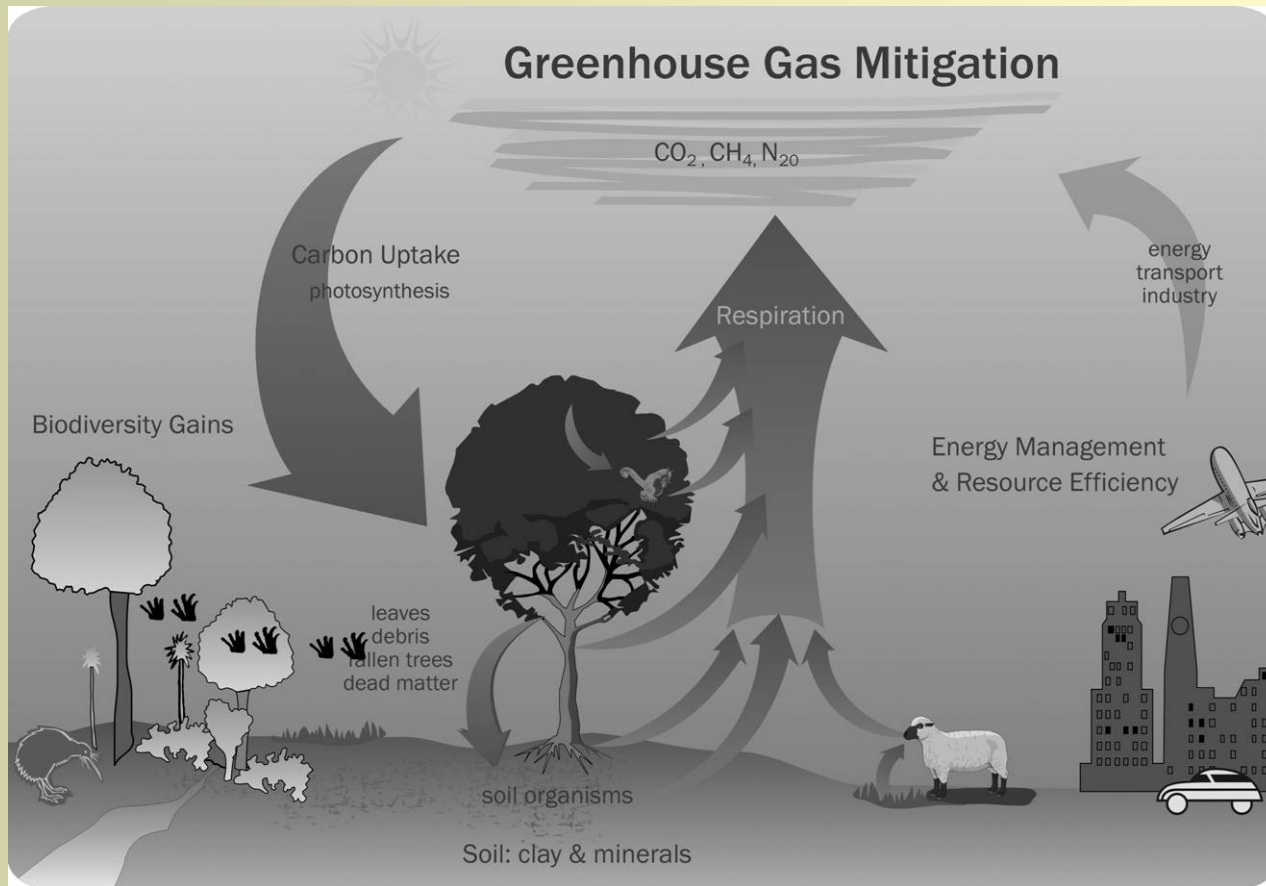 Greenhouse Gas Mitigation
CO₂, CH₄, N₂₀
Carbon Uptake
photosynthesis
energy
transport
industry
Respiration
Biodiversity Gains
Energy Management
& Resource Efficiency
leaves
debris
fallen trees
dead matter
soil organisms
Soil: clay & minerals